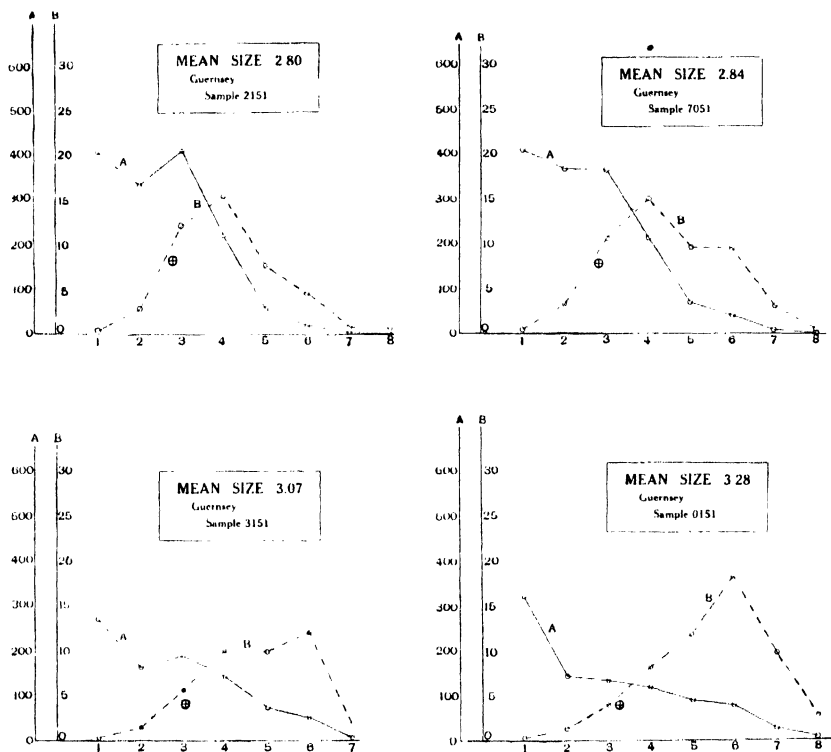 A B
MEAN SIZE 2 80
Guernsey
Sample 2151
600 30
500 25
400 20
300 15
200 10
100 5
0 0
A
B
1 2 3 4 5 6 7 8
A B
MEAN SIZE 2.84
Guernsey
Sample 7051
600 30
500 25
400 20
300 15
200 10
100 5
0 0
A
B
1 2 3 4 5 6 7 8
A B
MEAN SIZE 3.07
Guernsey
Sample 3151
600 30
500 25
400 20
300 15
200 10
100 5
0 0
A
B
1 2 3 4 5 6 7
A B
MEAN SIZE 3 28
Guernsey
Sample 0151
600 30
500 25
400 20
300 15
200 10
100 5
0 0
A
B
1 2 3 4 5 6 7 8